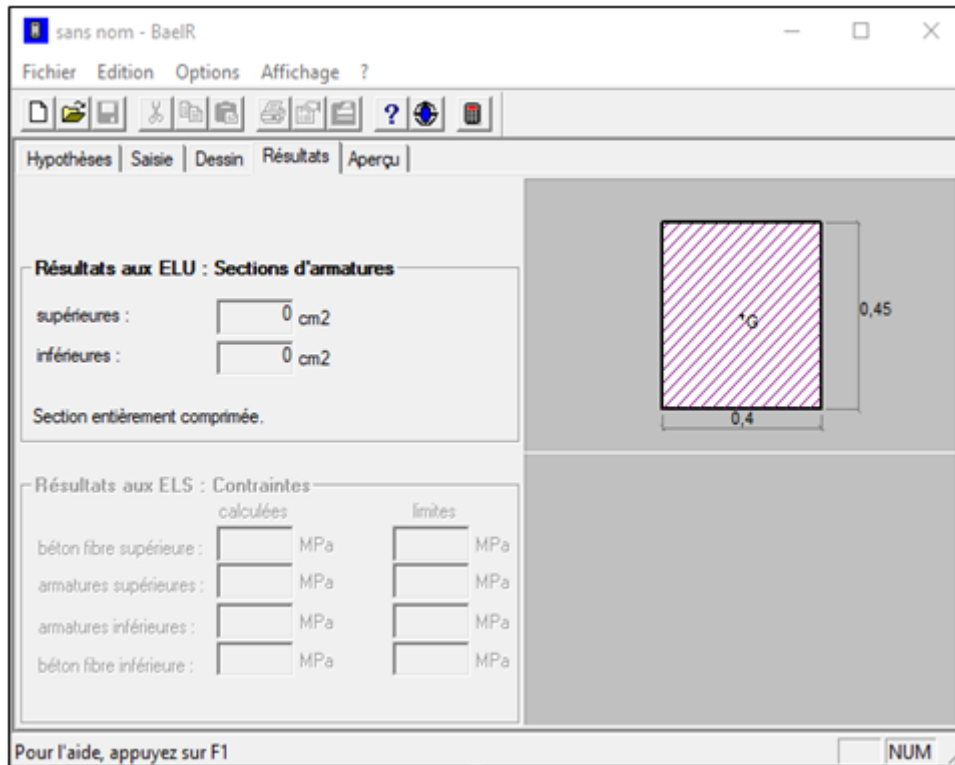 sans nom - BaelR
Fichier Edition Options Affichage ?
Hypothèses Saisie Dessin Résultats Aperçu
Résultats aux ELU : Sections d'armatures
supérieures : 0 cm2
inférieures : 0 cm2
Section entièrement comprimée.
G
0,45
0,4
Résultats aux ELS : Contraintes
calculées limites
béton fibre supérieure : MPa MPa
armatures supérieures : MPa MPa
armatures inférieures : MPa MPa
béton fibre inférieure : MPa MPa
Pour l'aide, appuyez sur F1 NUM